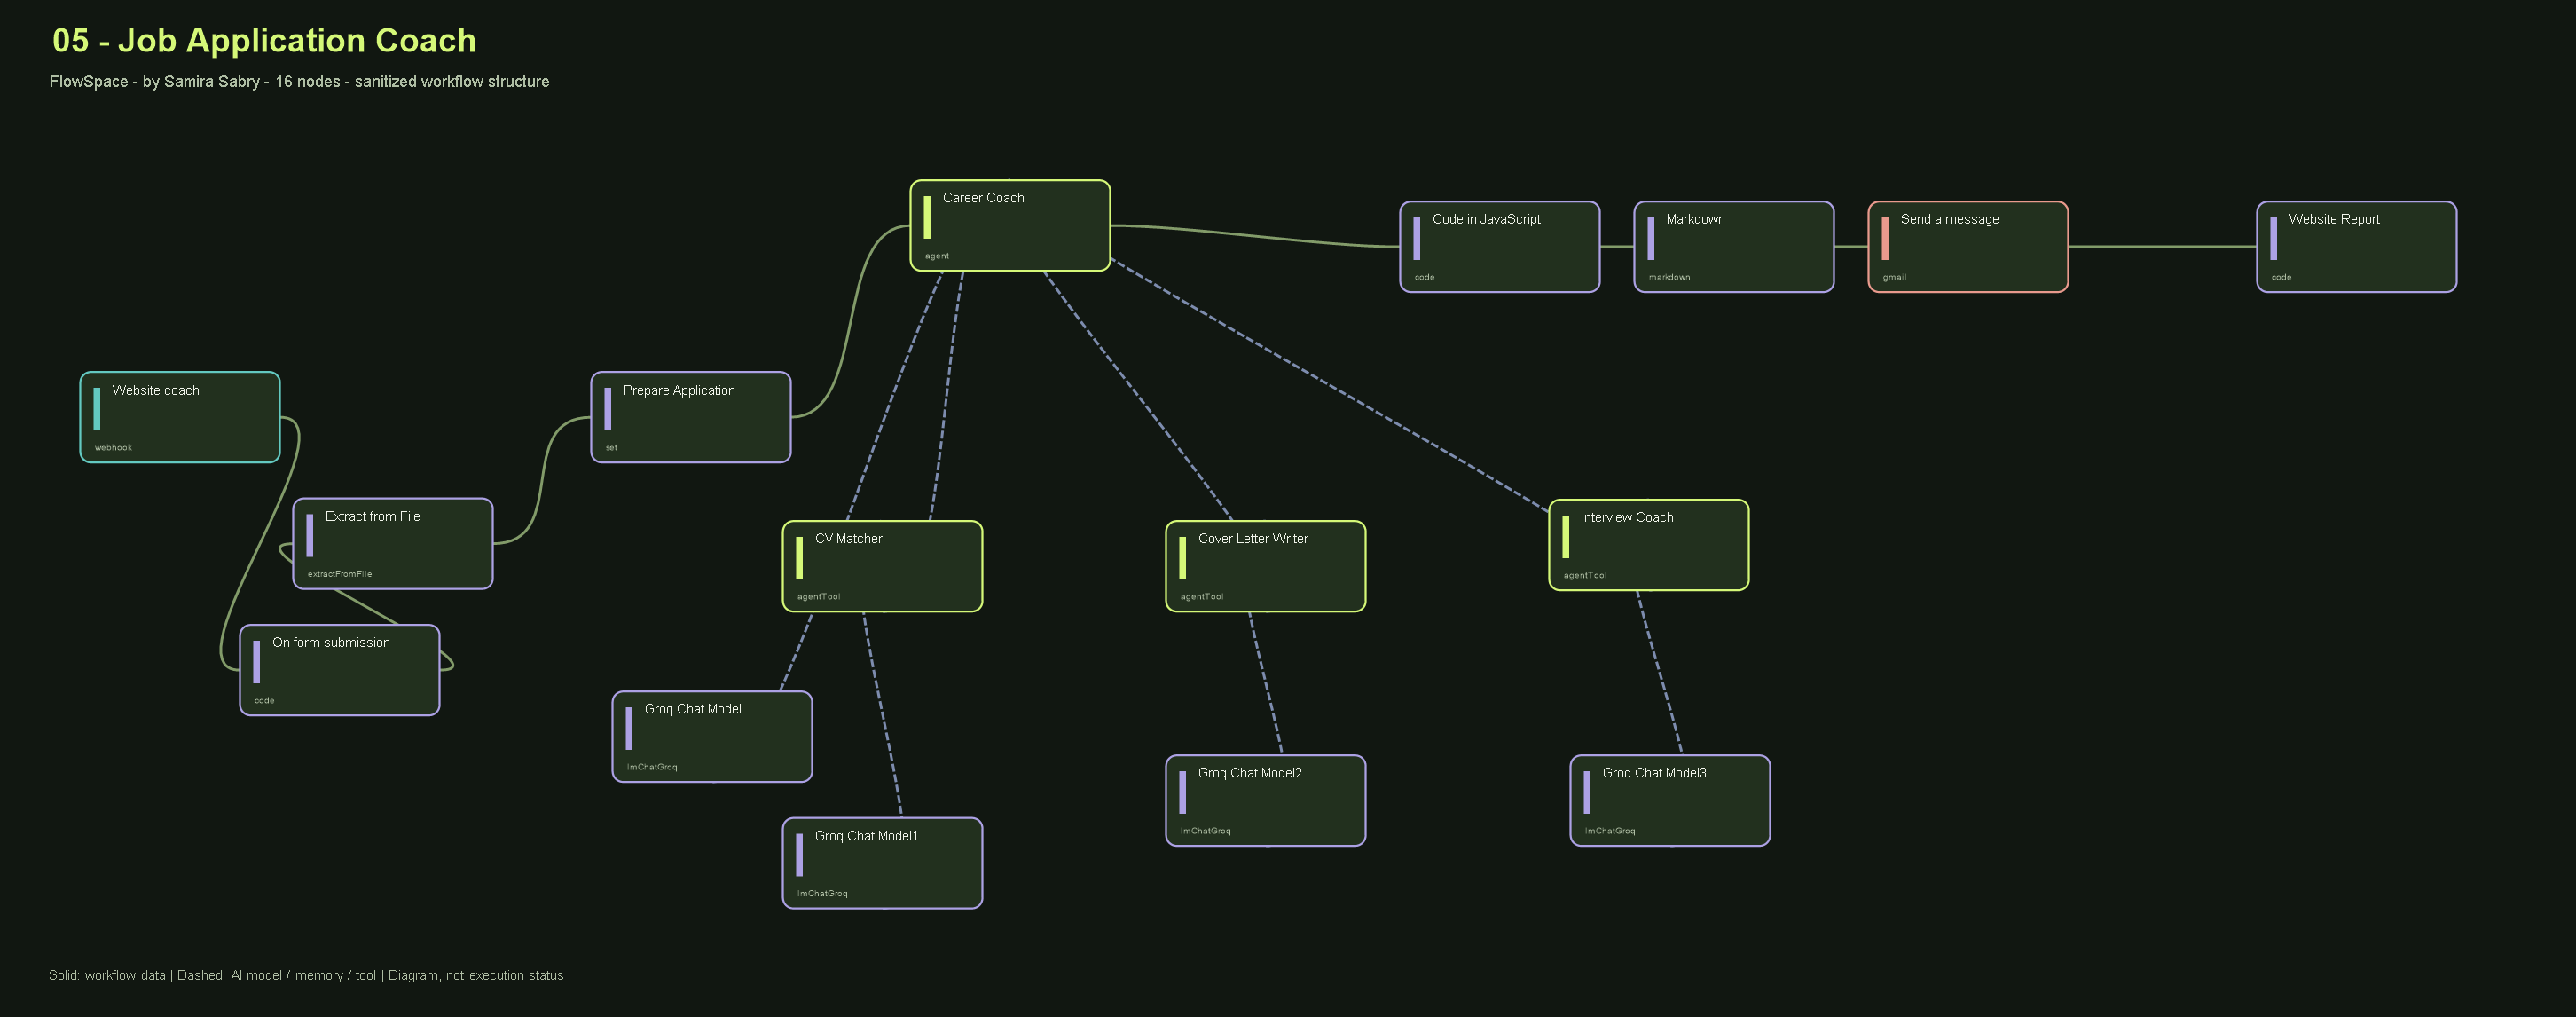 05 - Job Application Coach
FlowSpace - by Samira Sabry - 16 nodes - sanitized workflow structure
Career Coach
agent
Code in JavaScript
code
Markdown
markdown
Send a message
gmail
Website Report
code
Website coach
webhook
Prepare Application
set
Extract from File
extractFromFile
CV Matcher
agentTool
Cover Letter Writer
agentTool
Interview Coach
agentTool
On form submission
code
Groq Chat Model
lmChatGroq
Groq Chat Model2
lmChatGroq
Groq Chat Model3
lmChatGroq
Groq Chat Model1
lmChatGroq
Solid: workflow data | Dashed: AI model / memory / tool | Diagram, not execution status